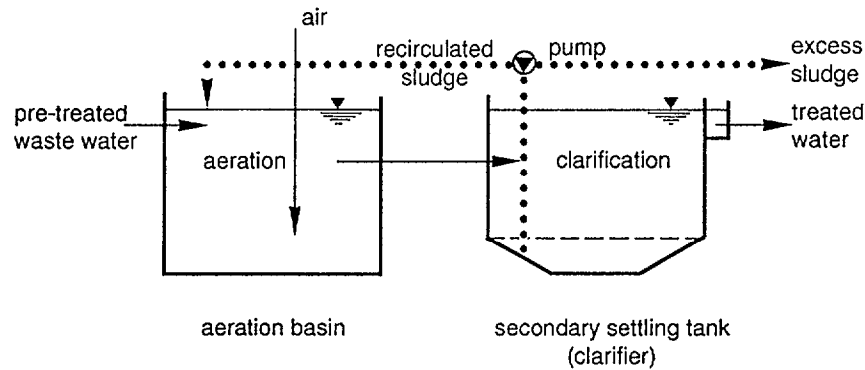 air
recirculated
sludge
pump
excess
sludge
pre-treated
waste water
aeration
clarification
treated
water
aeration basin
secondary settling tank
(clarifier)